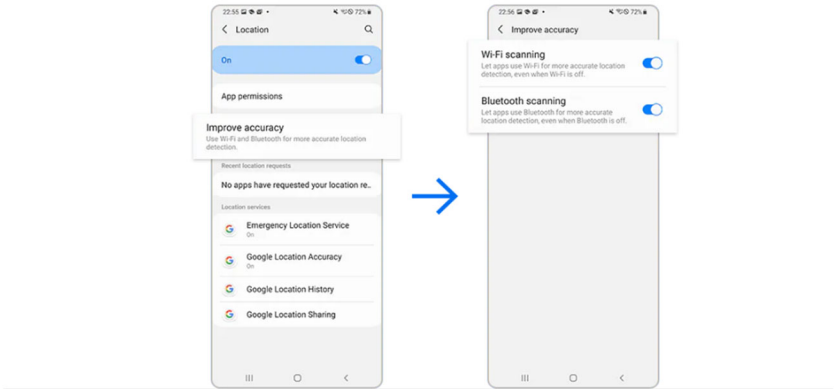 22:55
72%
Location
On
App permissions
Improve accuracy
Use Wi-Fi and Bluetooth for more accurate location
detection.
Recent location requests
No apps have requested your location re..
Location services
Emergency Location Service
On
Google Location Accuracy
On
Google Location History
Google Location Sharing
22:56
72%
Improve accuracy
Wi-Fi scanning
Let apps use Wi-Fi for more accurate location
detection, even when Wi-Fi is off.
Bluetooth scanning
Let apps use Bluetooth for more accurate
location detection, even when Bluetooth is off.